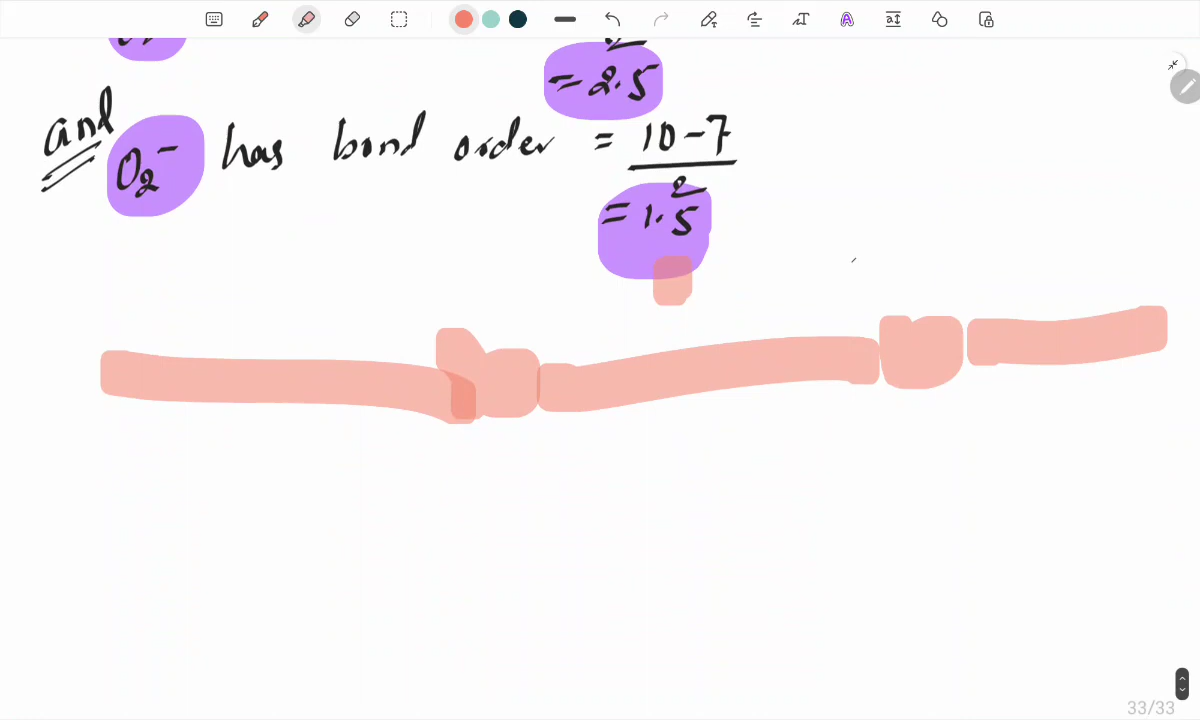 = 2.5
and
O₂⁻ has bond order = 10-7
2
= 1.5
33/33